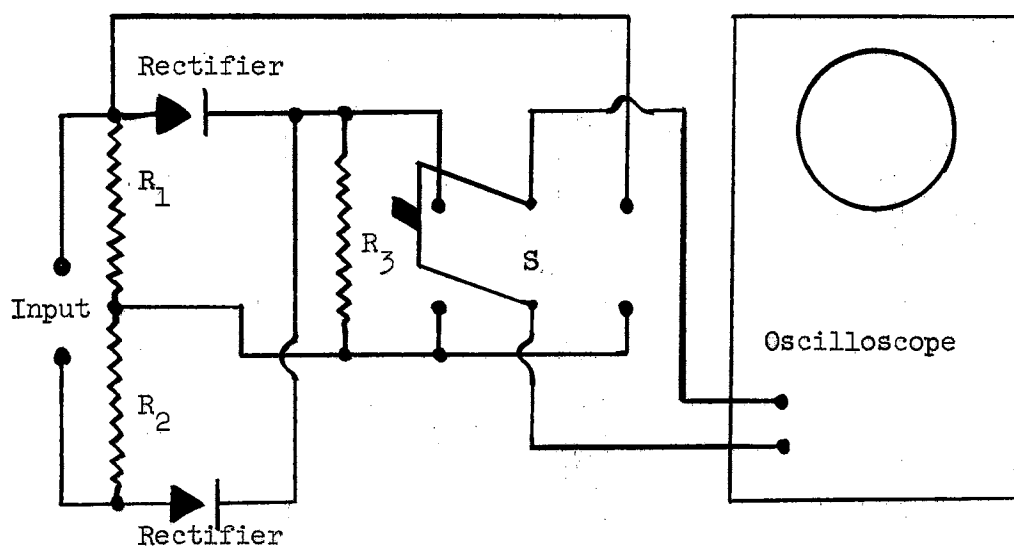 Rectifier
R1
R3
S
Input
Oscilloscope
R2
Rectifier